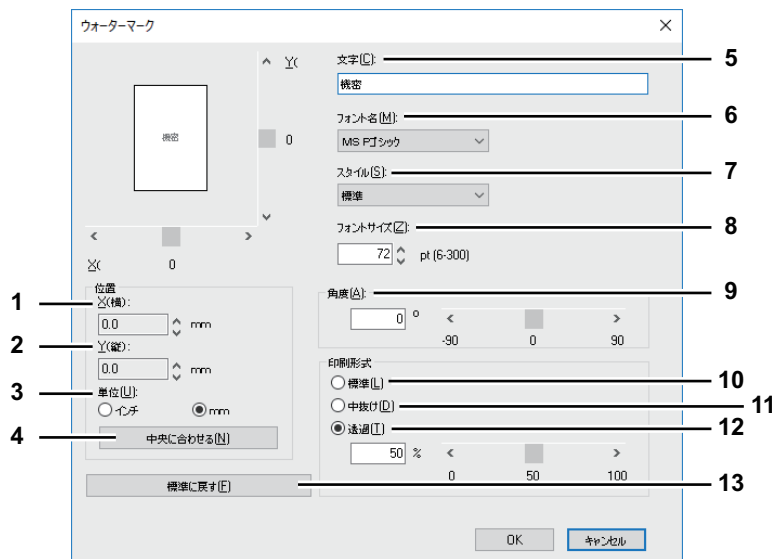 ウォーターマーク
Y(
機密
0
X( 0
位置
1 X(横):
0.0 mm
2 Y(縦):
0.0 mm
3 単位(U):
インチ mm
4 中央に合わせる(N)
標準に戻す(F) 13
文字(C): 5
機密
フォント名(M): 6
MS Pゴシック
スタイル(S): 7
標準
フォントサイズ(Z): 8
72 pt (6-300)
角度(A): 9
0 °
-90 0 90
印刷形式
標準(L) 10
中抜け(D) 11
透過(T) 12
50 %
0 50 100
OK キャンセル